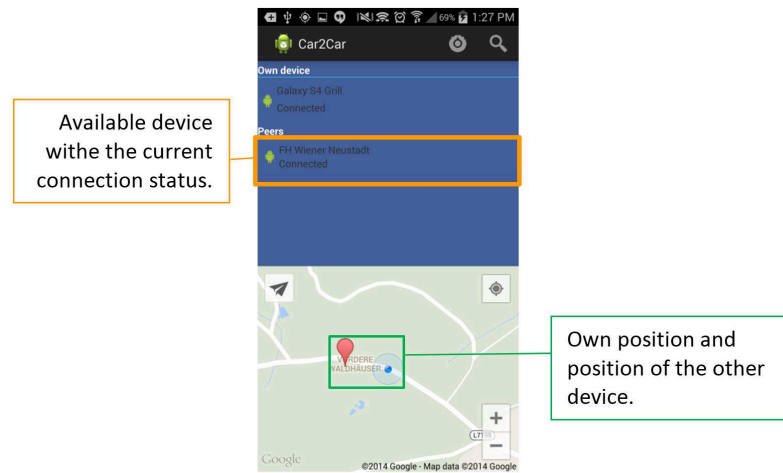 69% 1:27 PM
Car2Car
Own device
Galaxy S4 Grill
Connected
Peers
FH Wiener Neustadt
Connected
Available device
withe the current
connection status.
VORDERE
WALDHÄUSER
Own position and
position of the other
device.
+
−
Google
©2014 Google - Map data ©2014 Google